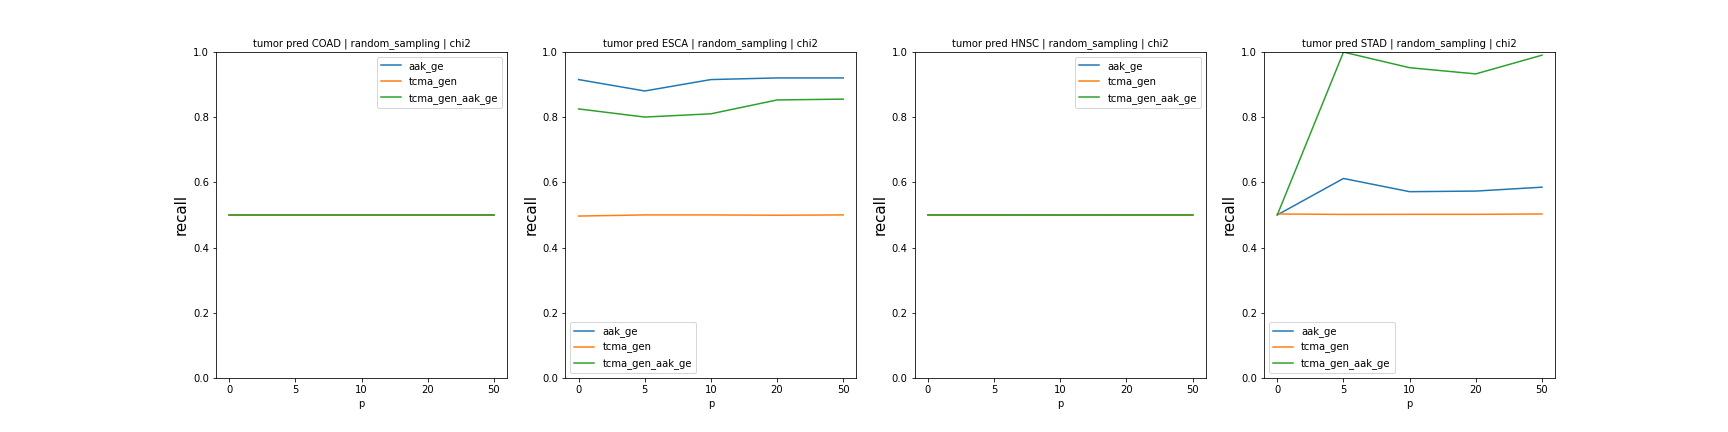 tumor pred COAD | random_sampling | chi2
1.0
0.8
0.6
0.4
0.2
0.0
recall
aak_ge
tcma_gen
tcma_gen_aak_ge
0 5 10 20 50
p
tumor pred ESCA | random_sampling | chi2
1.0
0.8
0.6
0.4
0.2
0.0
recall
aak_ge
tcma_gen
tcma_gen_aak_ge
0 5 10 20 50
p
tumor pred HNSC | random_sampling | chi2
1.0
0.8
0.6
0.4
0.2
0.0
recall
aak_ge
tcma_gen
tcma_gen_aak_ge
0 5 10 20 50
p
tumor pred STAD | random_sampling | chi2
1.0
0.8
0.6
0.4
0.2
0.0
recall
aak_ge
tcma_gen
tcma_gen_aak_ge
0 5 10 20 50
p